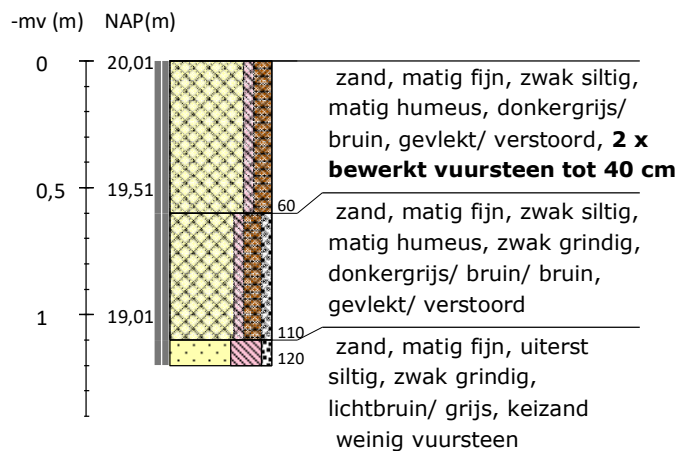 -mv (m) NAP(m)
0 20,01
zand, matig fijn, zwak siltig,
matig humeus, donkergrijs/
bruin, gevlekt/ verstoord, 2 x
bewerkt vuursteen tot 40 cm
0,5 19,51
60
zand, matig fijn, zwak siltig,
matig humeus, zwak grindig,
donkergrijs/ bruin/ bruin,
gevlekt/ verstoord
1 19,01
110
120
zand, matig fijn, uiterst
siltig, zwak grindig,
lichtbruin/ grijs, keizand
weinig vuursteen